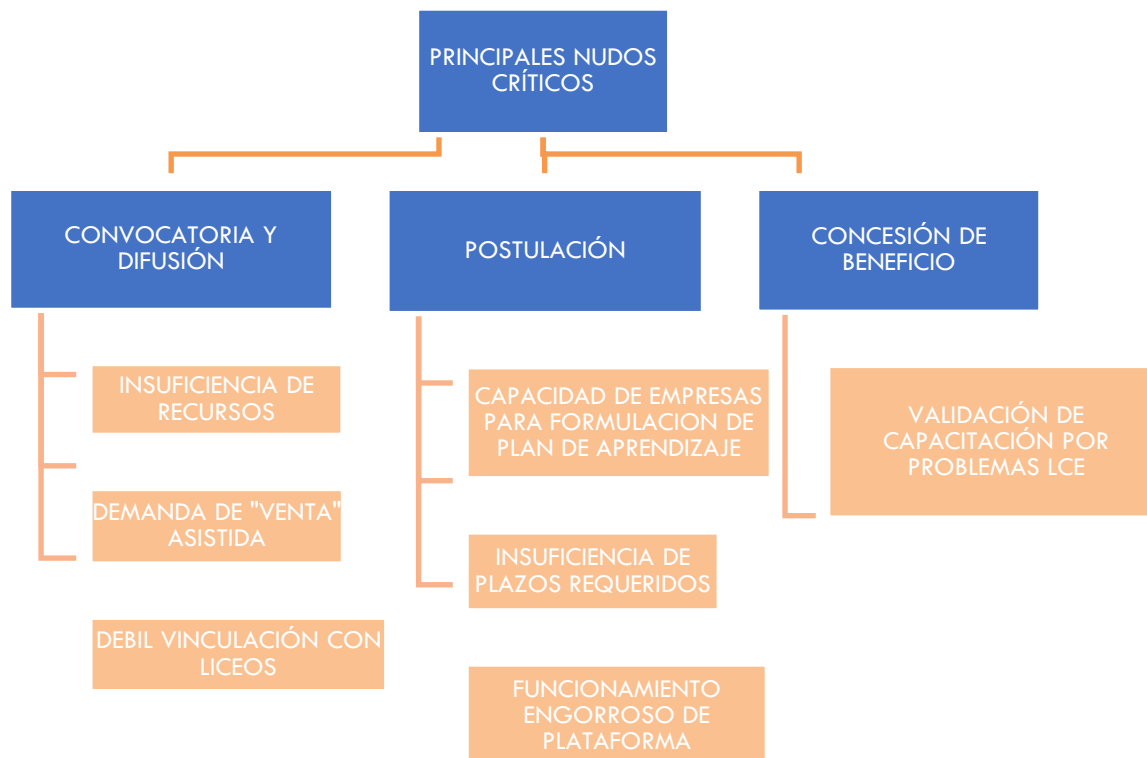 PRINCIPALES NUDOS
CRÍTICOS
CONVOCATORIA Y
DIFUSIÓN
INSUFICIENCIA DE
RECURSOS
DEMANDA DE "VENTA"
ASISTIDA
DEBIL VINCULACIÓN CON
LICEOS
POSTULACIÓN
CAPACIDAD DE EMPRESAS
PARA FORMULACION DE
PLAN DE APRENDIZAJE
INSUFICIENCIA DE
PLAZOS REQUERIDOS
FUNCIONAMIENTO
ENGORROSO DE
PLATAFORMA
CONCESIÓN DE
BENEFICIO
VALIDACIÓN DE
CAPACITACIÓN POR
PROBLEMAS LCE